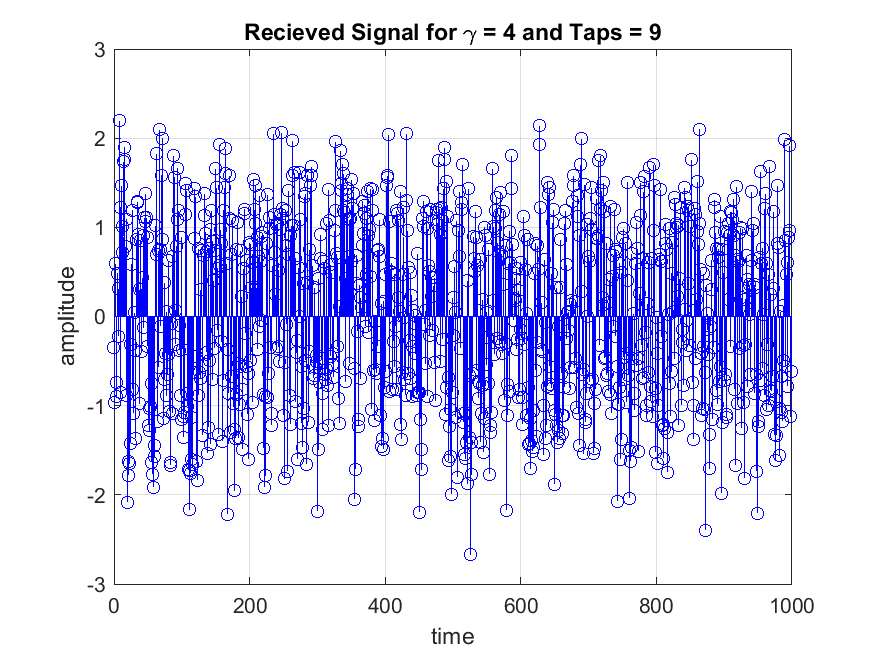 Recieved Signal for γ = 4 and Taps = 9
3
2
1
0
-1
-2
-3
amplitude
0 200 400 600 800 1000
time